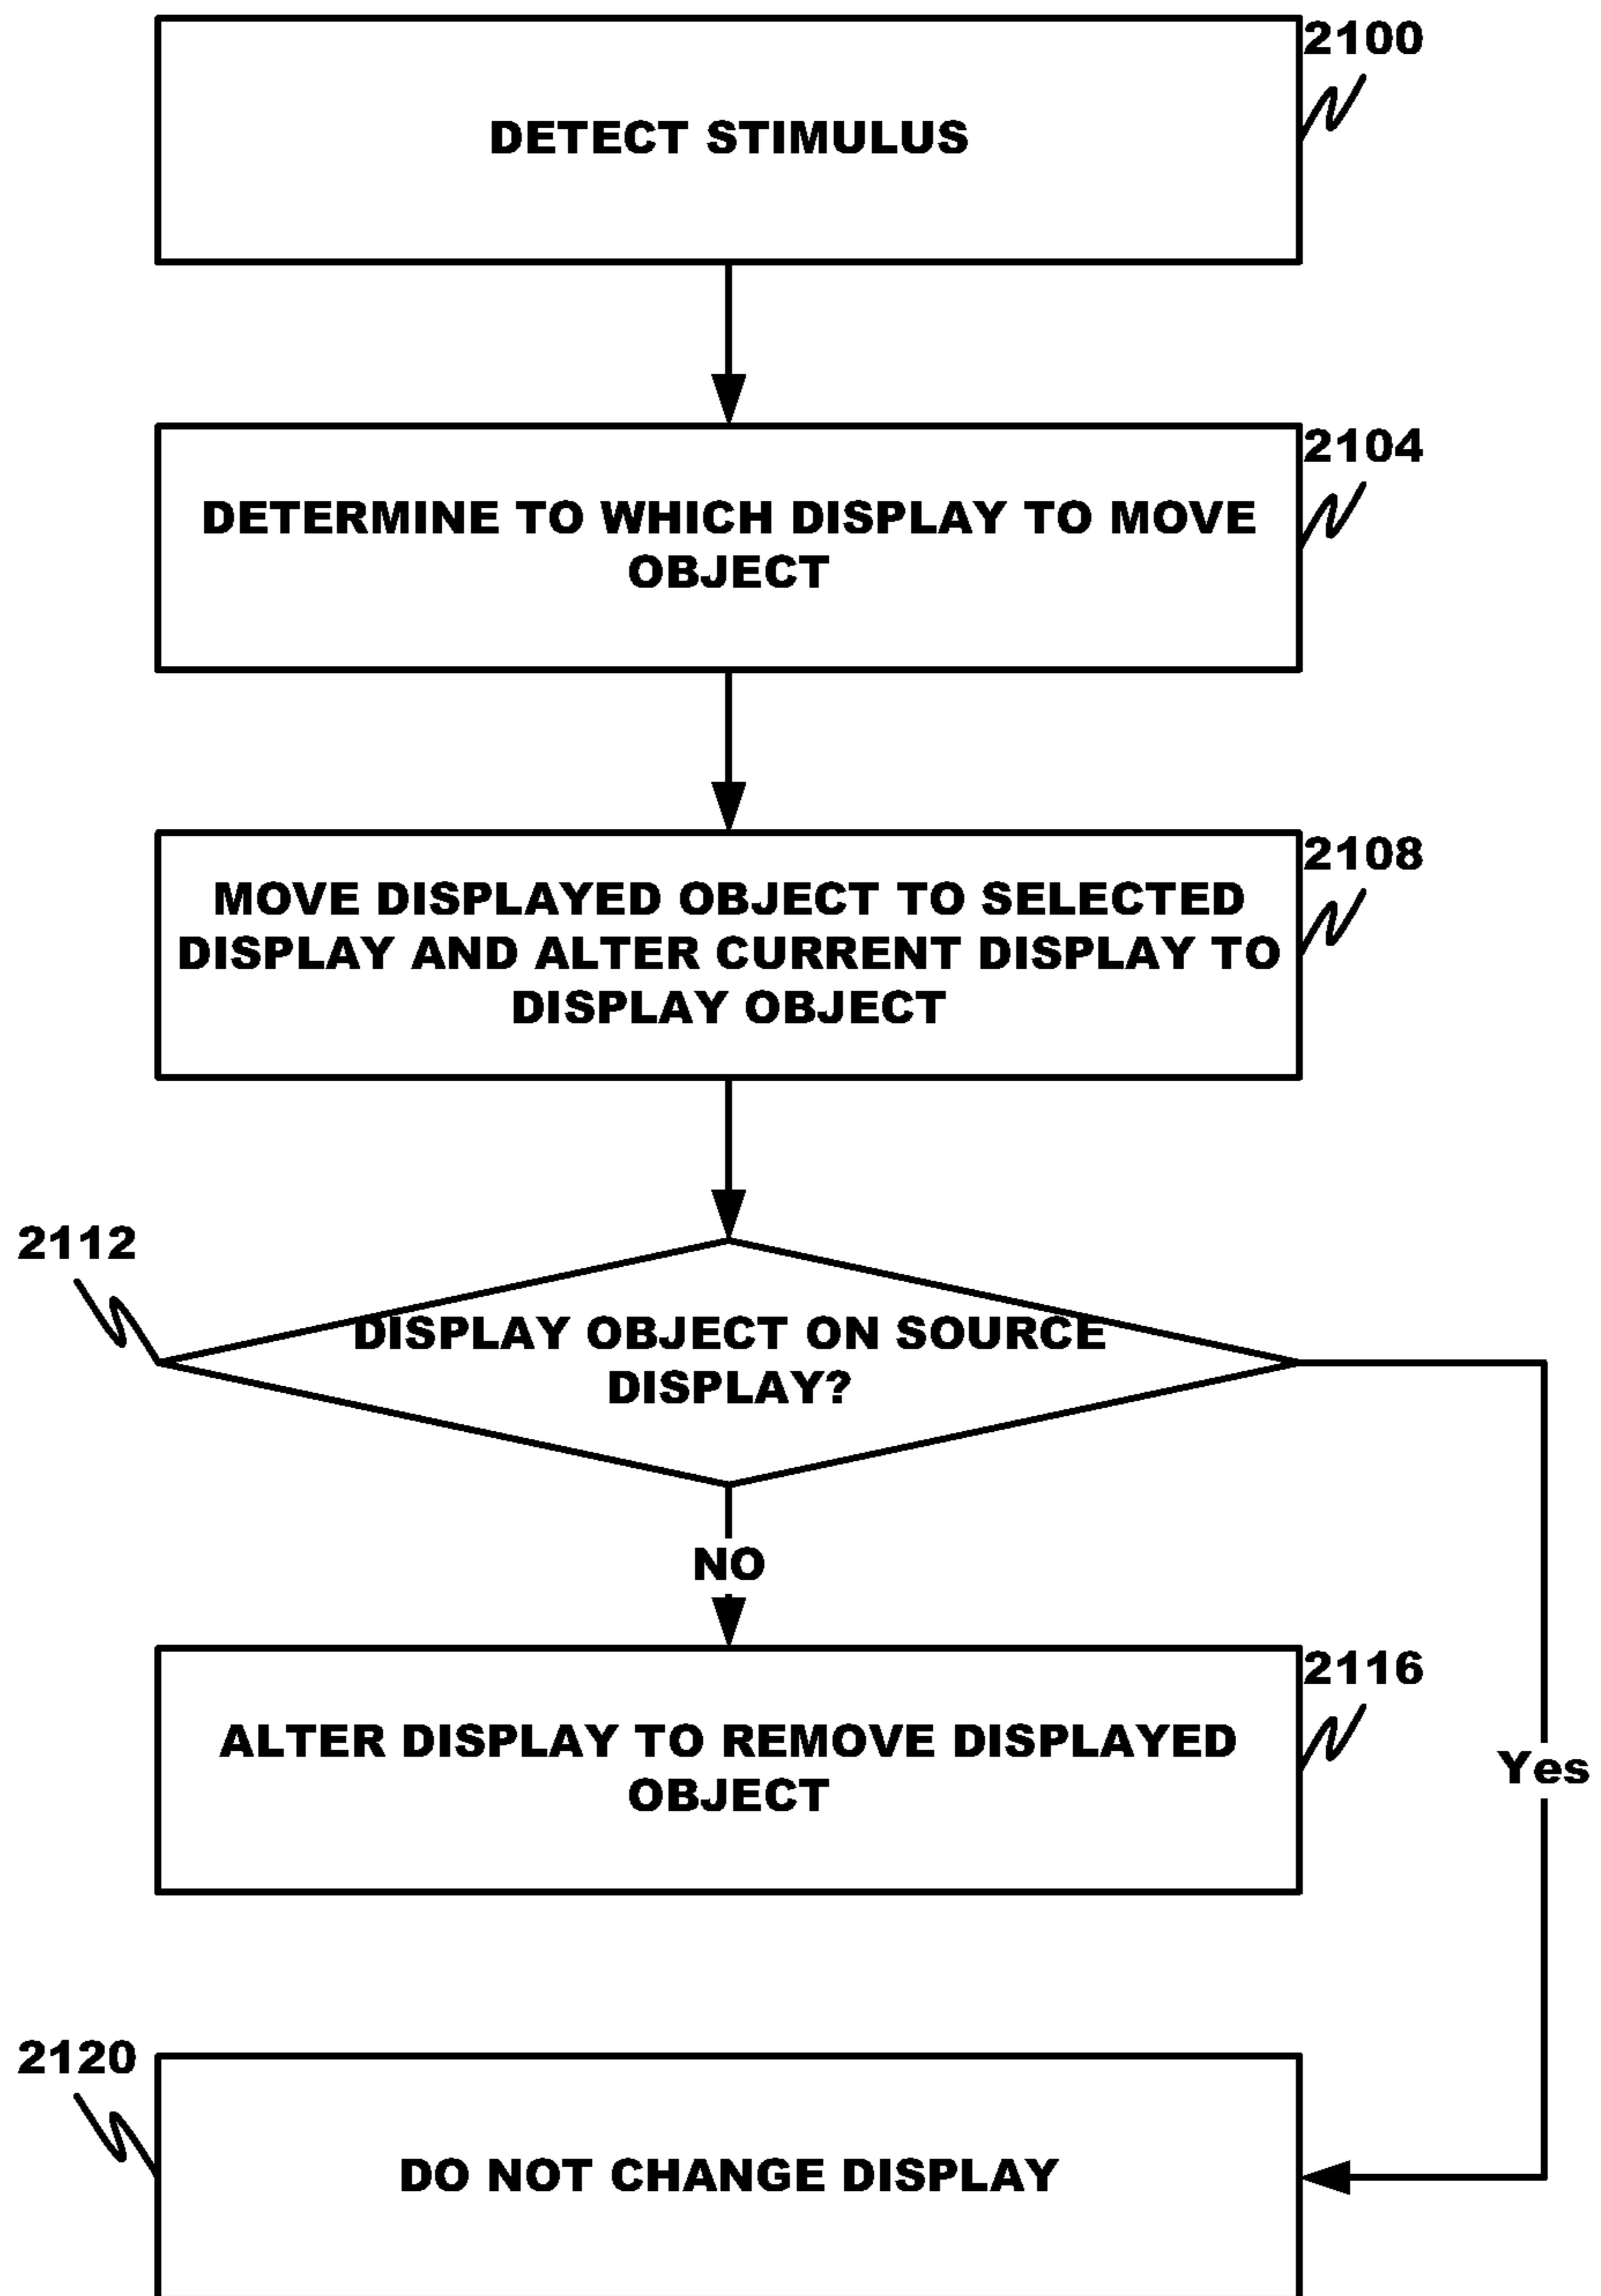 2100
DETECT STIMULUS
2104
DETERMINE TO WHICH DISPLAY TO MOVE
OBJECT
2108
MOVE DISPLAYED OBJECT TO SELECTED
DISPLAY AND ALTER CURRENT DISPLAY TO
DISPLAY OBJECT
2112
DISPLAY OBJECT ON SOURCE
DISPLAY?
NO
2116
ALTER DISPLAY TO REMOVE DISPLAYED
OBJECT
Yes
2120
DO NOT CHANGE DISPLAY